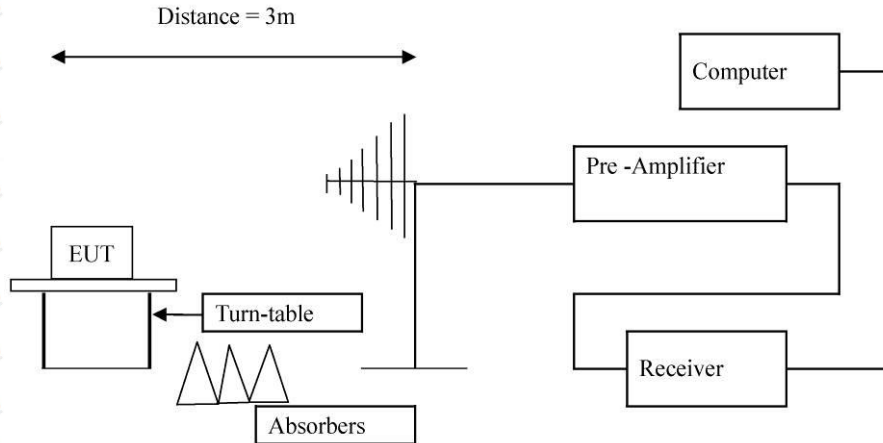 Distance = 3m
Computer
Pre -Amplifier
EUT
Turn-table
Receiver
Absorbers